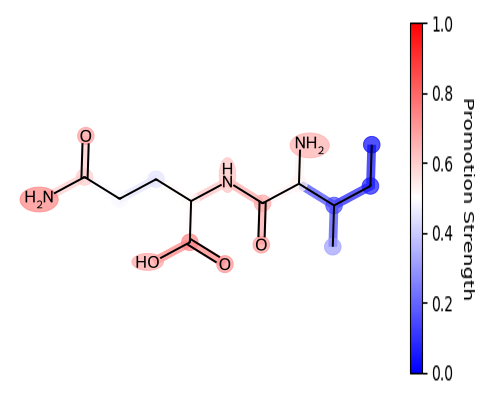 O
H₂N
H
N
NH₂
O
HO
O
1.0
0.8
0.6
0.4
0.2
0.0
Promotion Strength